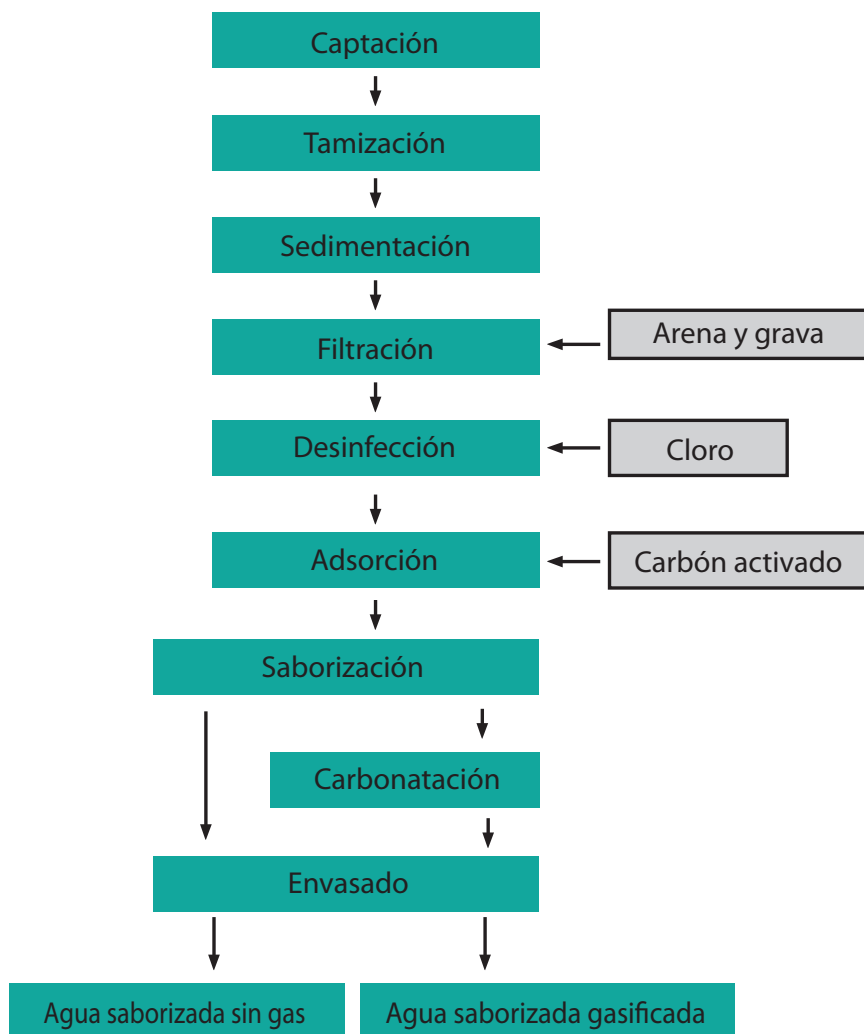 Captación
Tamización
Sedimentación
Filtración
Arena y grava
Desinfección
Cloro
Adsorción
Carbón activado
Saborización
Carbonatación
Envasado
Agua saborizada sin gas
Agua saborizada gasificada